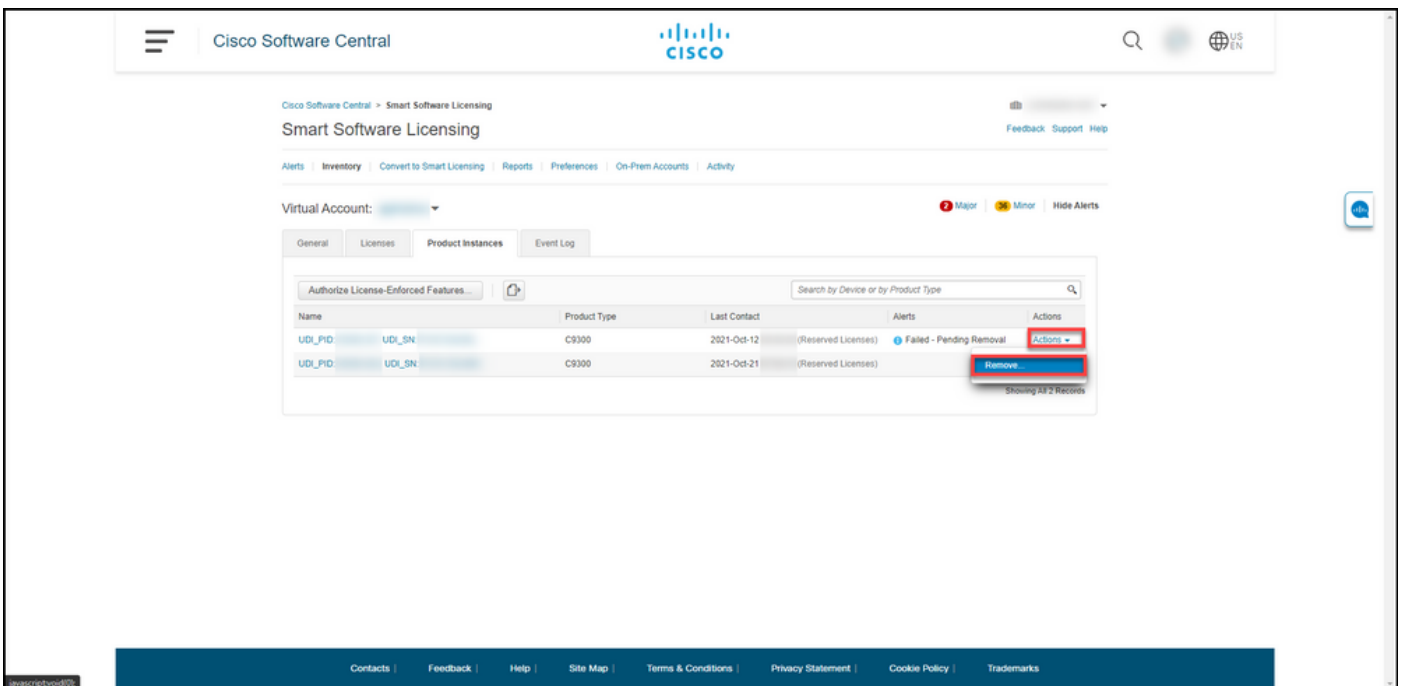 Cisco Software Central
CISCO
US
EN
Cisco Software Central > Smart Software Licensing
Smart Software Licensing
Feedback Support Help
Alerts | Inventory | Convert to Smart Licensing | Reports | Preferences | On-Prem Accounts | Activity
Virtual Account:
2 Major | 36 Minor | Hide Alerts
General Licenses Product Instances Event Log
Authorize License-Enforced Features...
Search by Device or by Product Type
Name Product Type Last Contact Alerts Actions
UDI_PID: UDI_SN: C9300 2021-Oct-12 (Reserved Licenses) Failed - Pending Removal Actions
UDI_PID: UDI_SN: C9300 2021-Oct-21 (Reserved Licenses)
Remove...
Showing All 2 Records
Contacts | Feedback | Help | Site Map | Terms & Conditions | Privacy Statement | Cookie Policy | Trademarks
javascript:void(0);